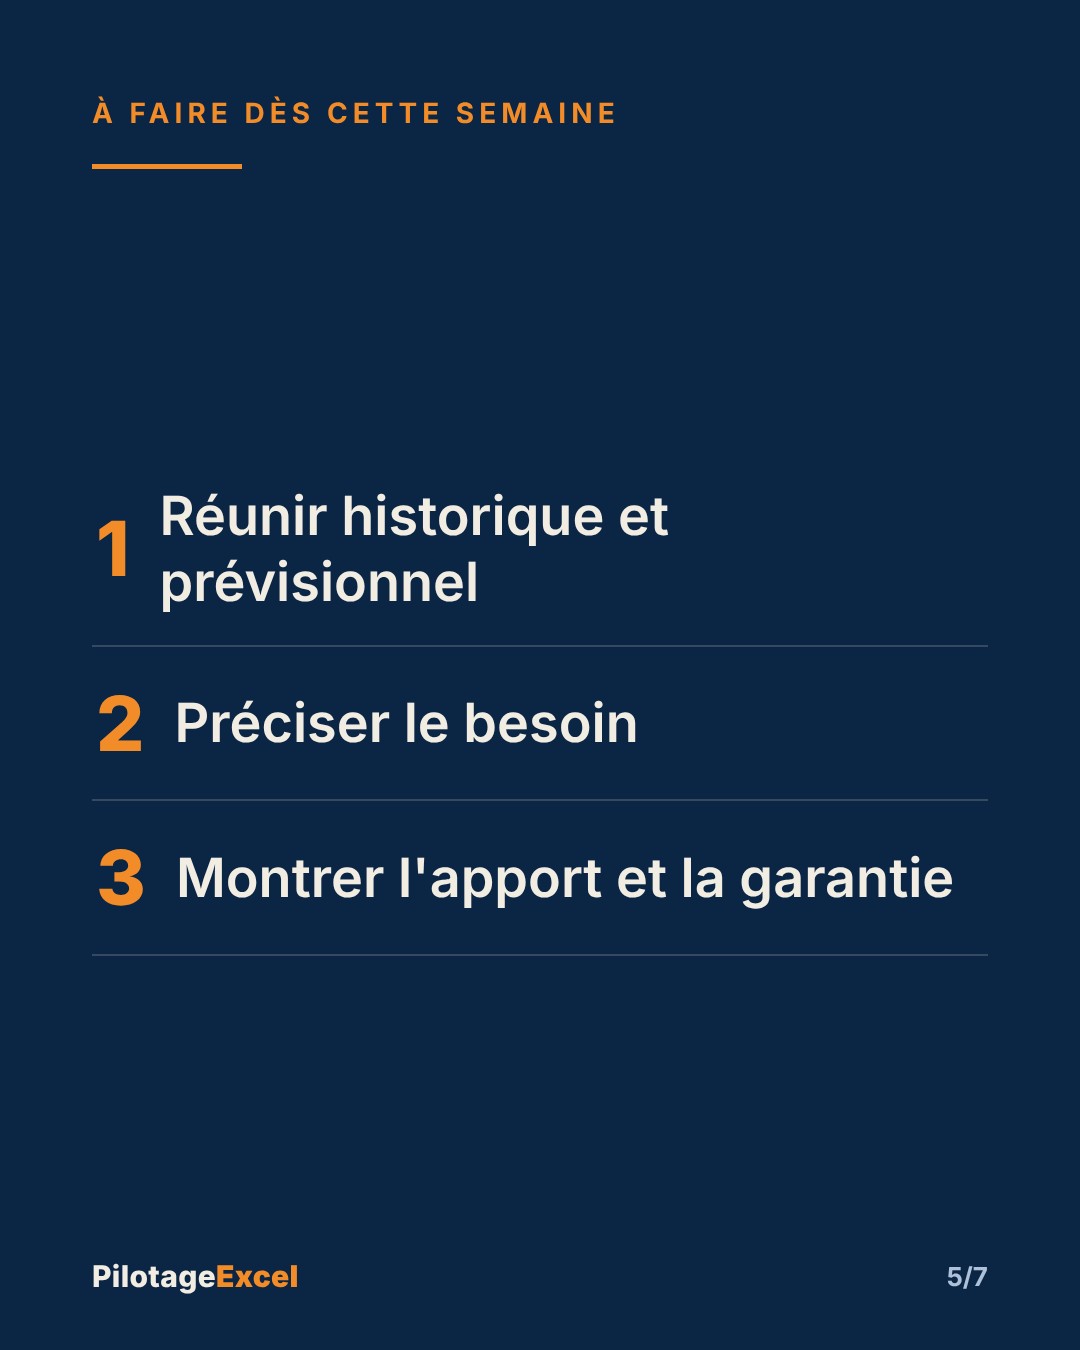 À FAIRE DÈS CETTE SEMAINE
1 Réunir historique et
prévisionnel
2 Préciser le besoin
3 Montrer l'apport et la garantie
PilotageExcel
5/7